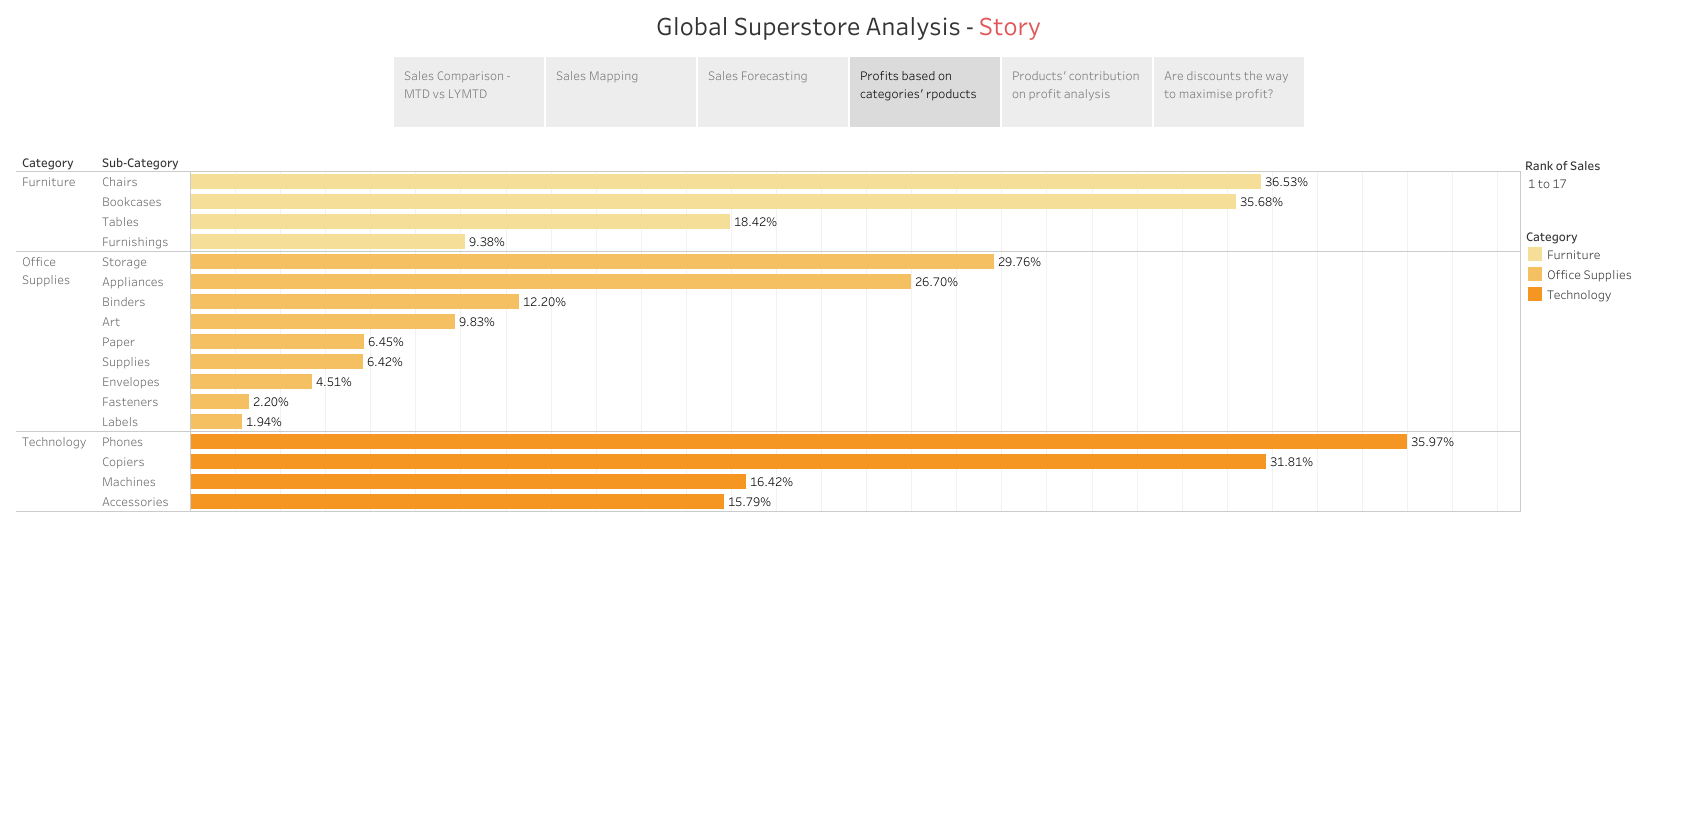 Global Superstore Analysis - Story
Sales Comparison -
MTD vs LYMTD
Sales Mapping
Sales Forecasting
Profits based on
categories' rpoducts
Products' contribution
on profit analysis
Are discounts the way
to maximise profit?
Category Sub-Category
Furniture Chairs 36.53%
Bookcases 35.68%
Tables 18.42%
Furnishings 9.38%
Office Storage 29.76%
Supplies Appliances 26.70%
Binders 12.20%
Art 9.83%
Paper 6.45%
Supplies 6.42%
Envelopes 4.51%
Fasteners 2.20%
Labels 1.94%
Technology Phones 35.97%
Copiers 31.81%
Machines 16.42%
Accessories 15.79%
Rank of Sales
1 to 17
Category
Furniture
Office Supplies
Technology